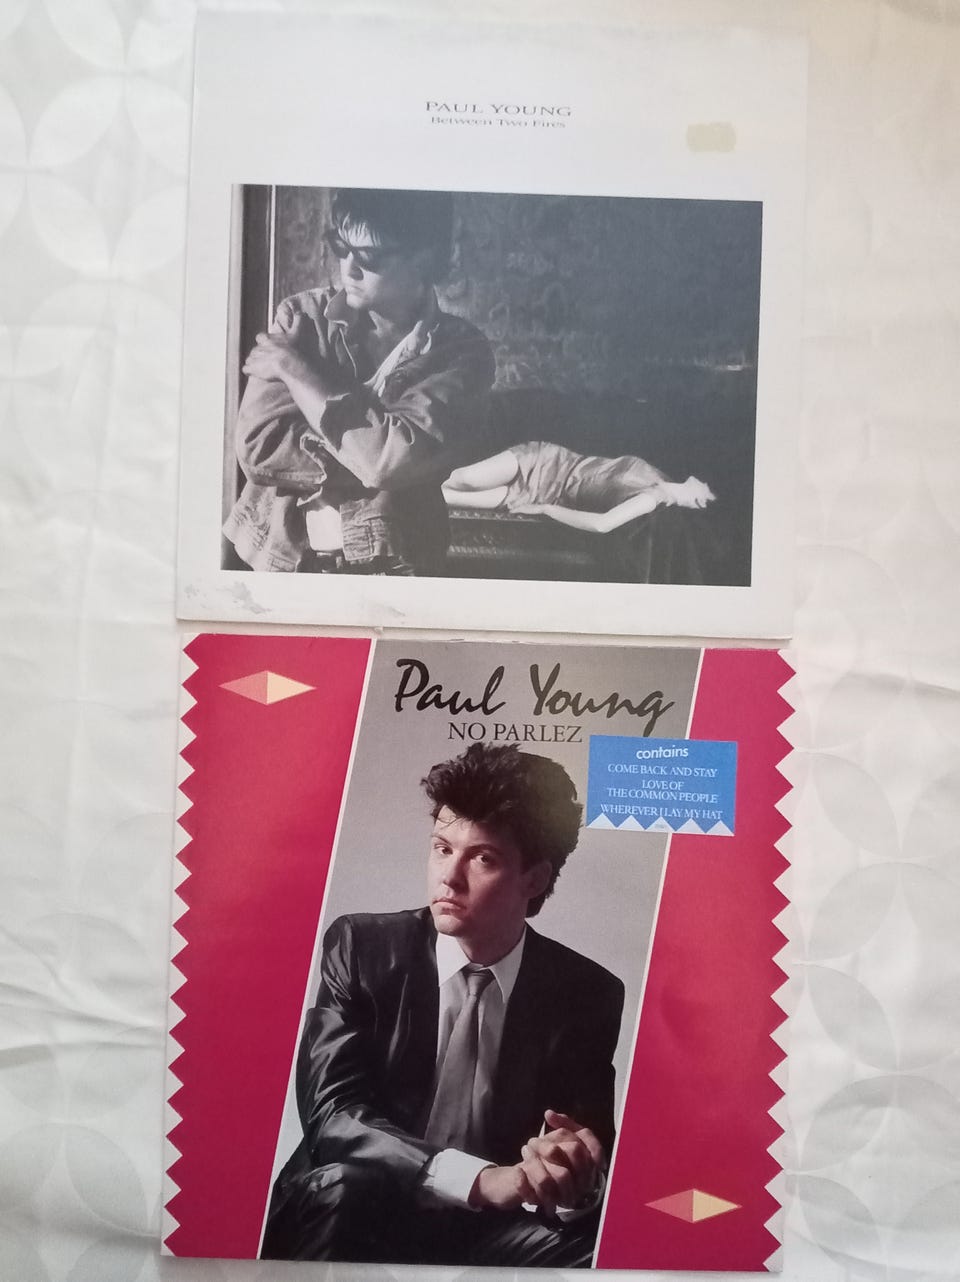 PAUL YOUNG
Between Two Fires
Paul Young
NO PARLEZ
contains
COME BACK AND STAY
LOVE OF
THE COMMON PEOPLE
WHEREVER I LAY MY HAT